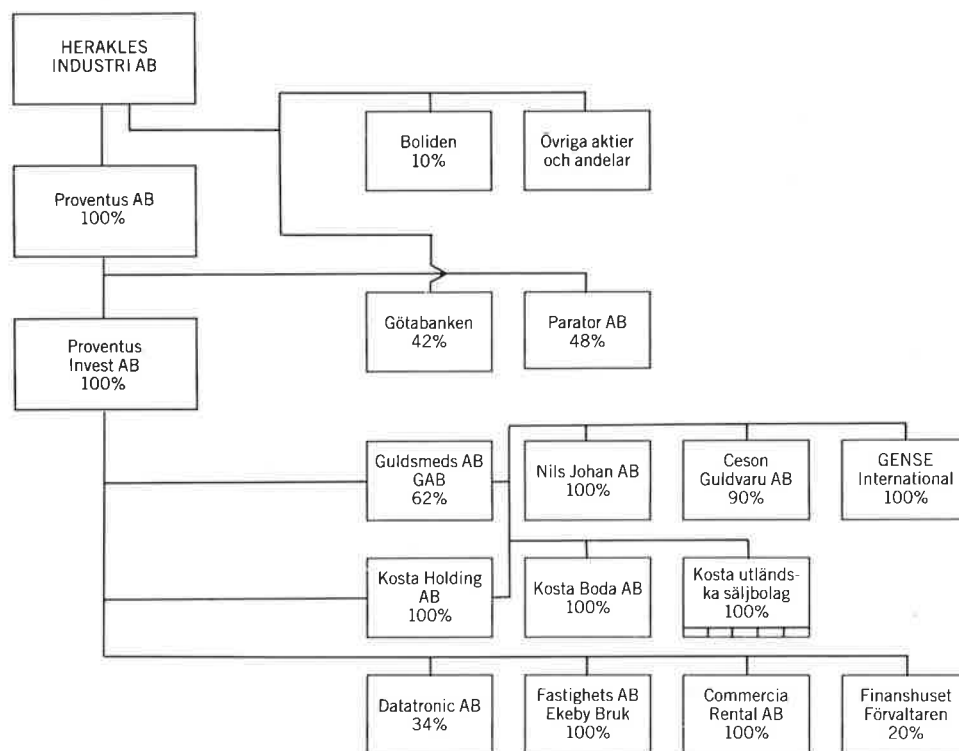 HERAKLES
INDUSTRI AB
Boliden
10%
Övriga aktier
och andelar
Proventus AB
100%
Götabanken
42%
Parator AB
48%
Proventus
Invest AB
100%
Guldsmeds AB
GAB
62%
Nils Johan AB
100%
Ceson
Guldvaru AB
90%
GENSE
International
100%
Kosta Holding
AB
100%
Kosta Boda AB
100%
Kosta utländs-
ka säljbolag
100%
Datatronic AB
34%
Fastighets AB
Ekeby Bruk
100%
Commercia
Rental AB
100%
Finanshuset
Förvaltaren
20%